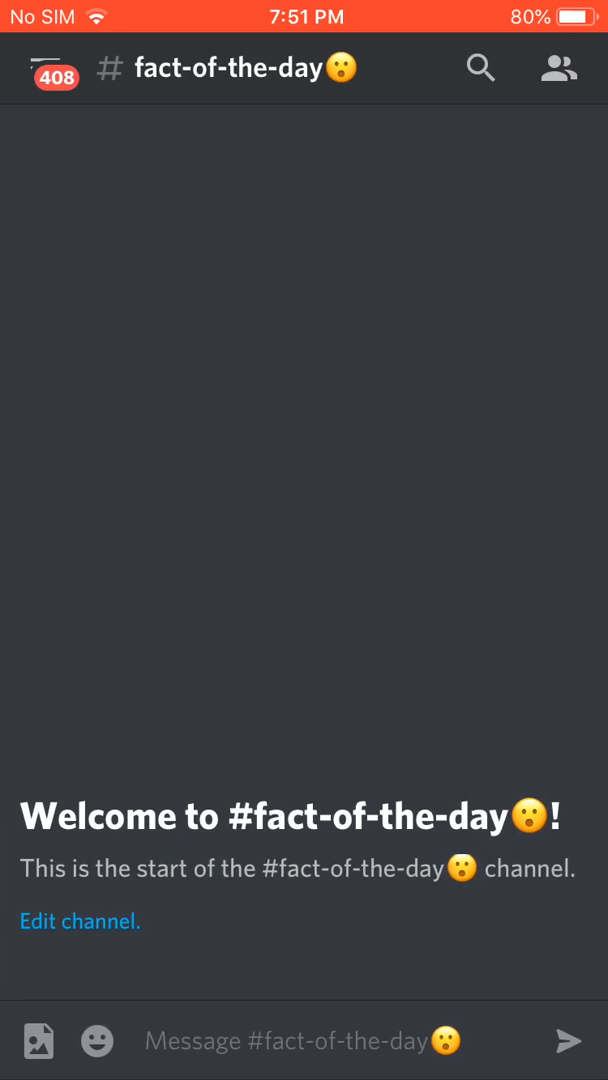 No SIM 7:51 PM 80%
408 # fact-of-the-day😮
Welcome to #fact-of-the-day😮!
This is the start of the #fact-of-the-day😮 channel.
Edit channel.
Message #fact-of-the-day😮